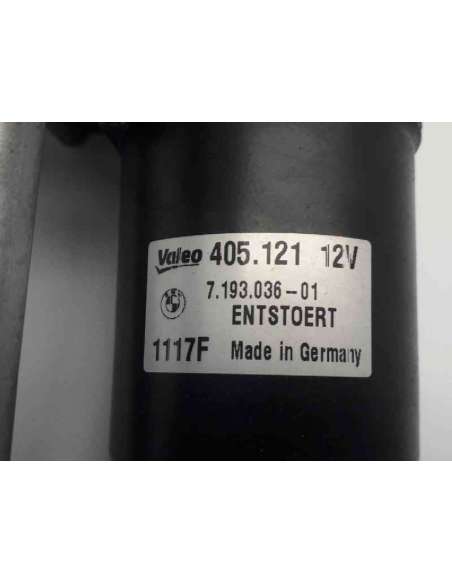 Valeo 405.121 12V
7.193.036-01
ENTSTOERT
1117F Made in Germany